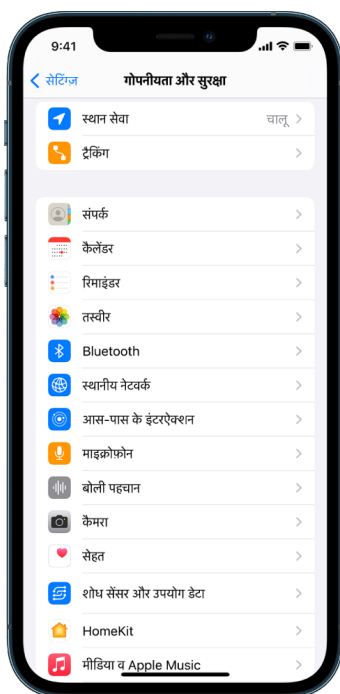 9:41
सेटिंग्ज़ गोपनीयता और सुरक्षा
स्थान सेवा चालू
ट्रैकिंग
संपर्क
कैलेंडर
रिमाइंडर
तस्वीर
Bluetooth
स्थानीय नेटवर्क
आस-पास के इंटरऐक्शन
माइक्रोफ़ोन
बोली पहचान
कैमरा
सेहत
शोध सेंसर और उपयोग डेटा
HomeKit
मीडिया व Apple Music